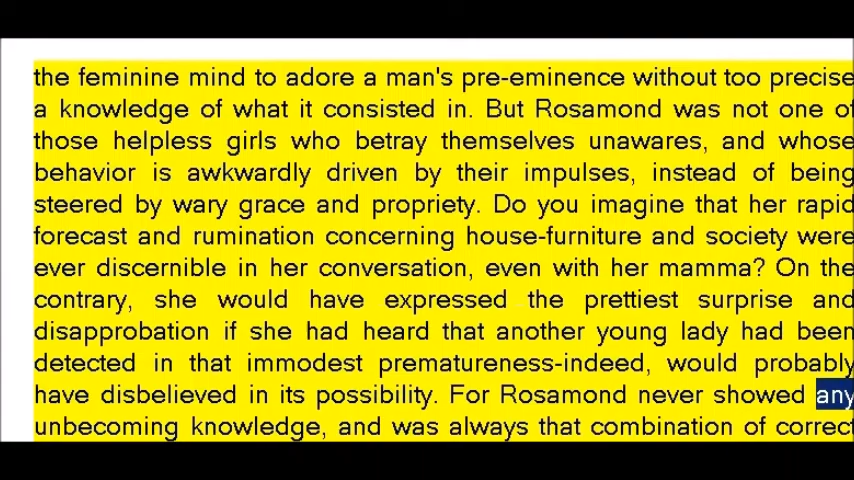 the feminine mind to adore a man's pre-eminence without too precise
a knowledge of what it consisted in. But Rosamond was not one of
those helpless girls who betray themselves unawares, and whose
behavior is awkwardly driven by their impulses, instead of being
steered by wary grace and propriety. Do you imagine that her rapid
forecast and rumination concerning house-furniture and society were
ever discernible in her conversation, even with her mamma? On the
contrary, she would have expressed the prettiest surprise and
disapprobation if she had heard that another young lady had been
detected in that immodest prematureness-indeed, would probably
have disbelieved in its possibility. For Rosamond never showed any
unbecoming knowledge, and was always that combination of correct